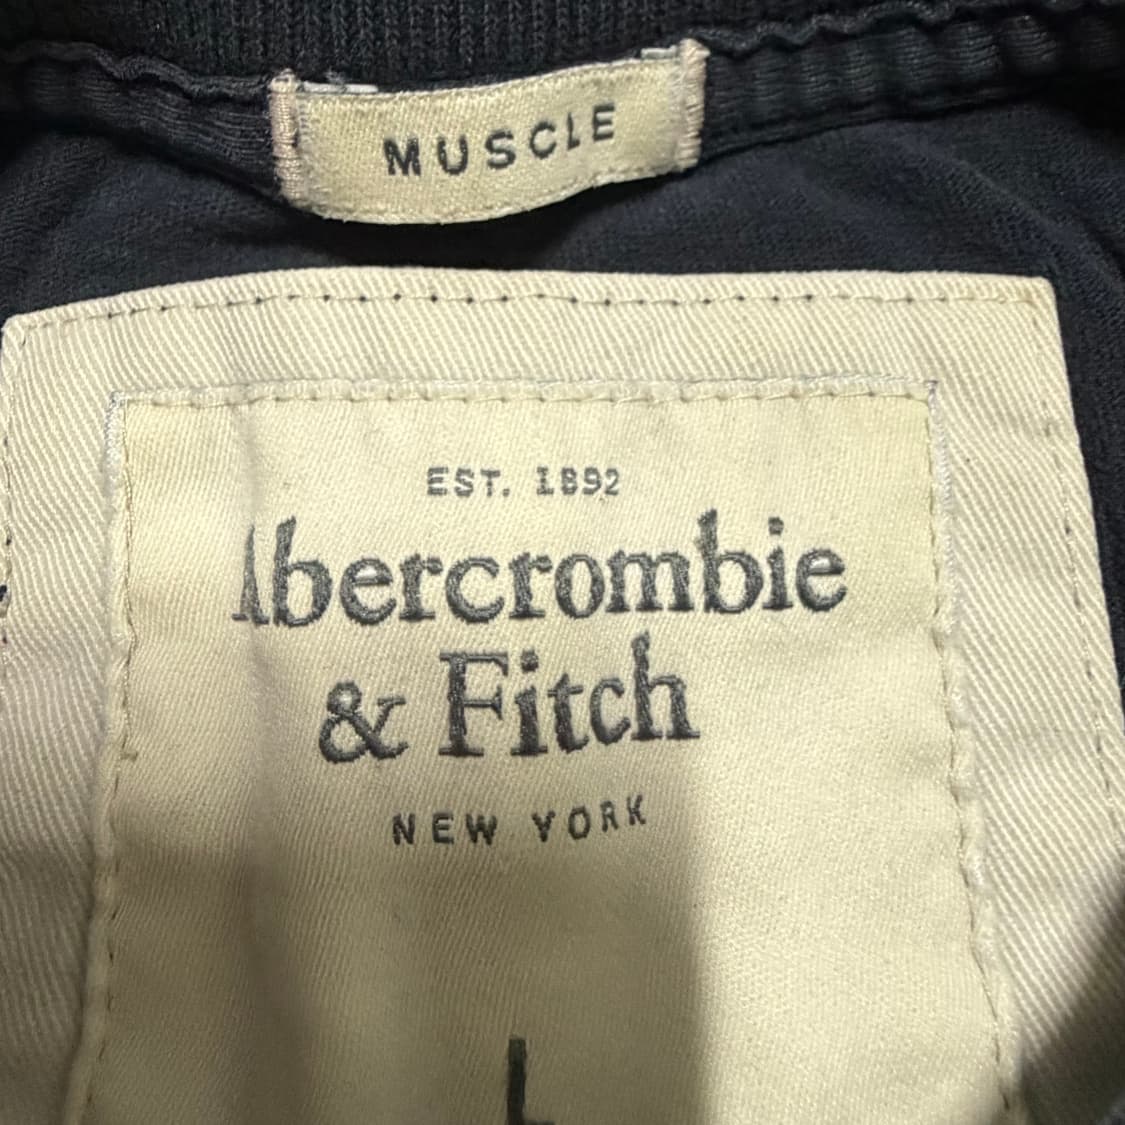 MUSCLE
EST. 1892
Abercrombie
& Fitch
NEW YORK
L